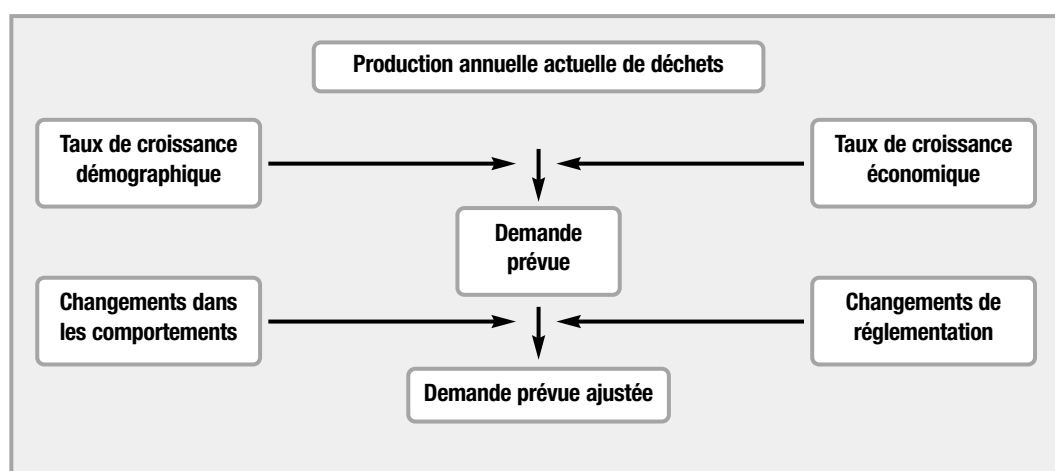 Production annuelle actuelle de déchets
Taux de croissance
démographique
Taux de croissance
économique
Demande
prévue
Changements dans
les comportements
Changements de
réglementation
Demande prévue ajustée